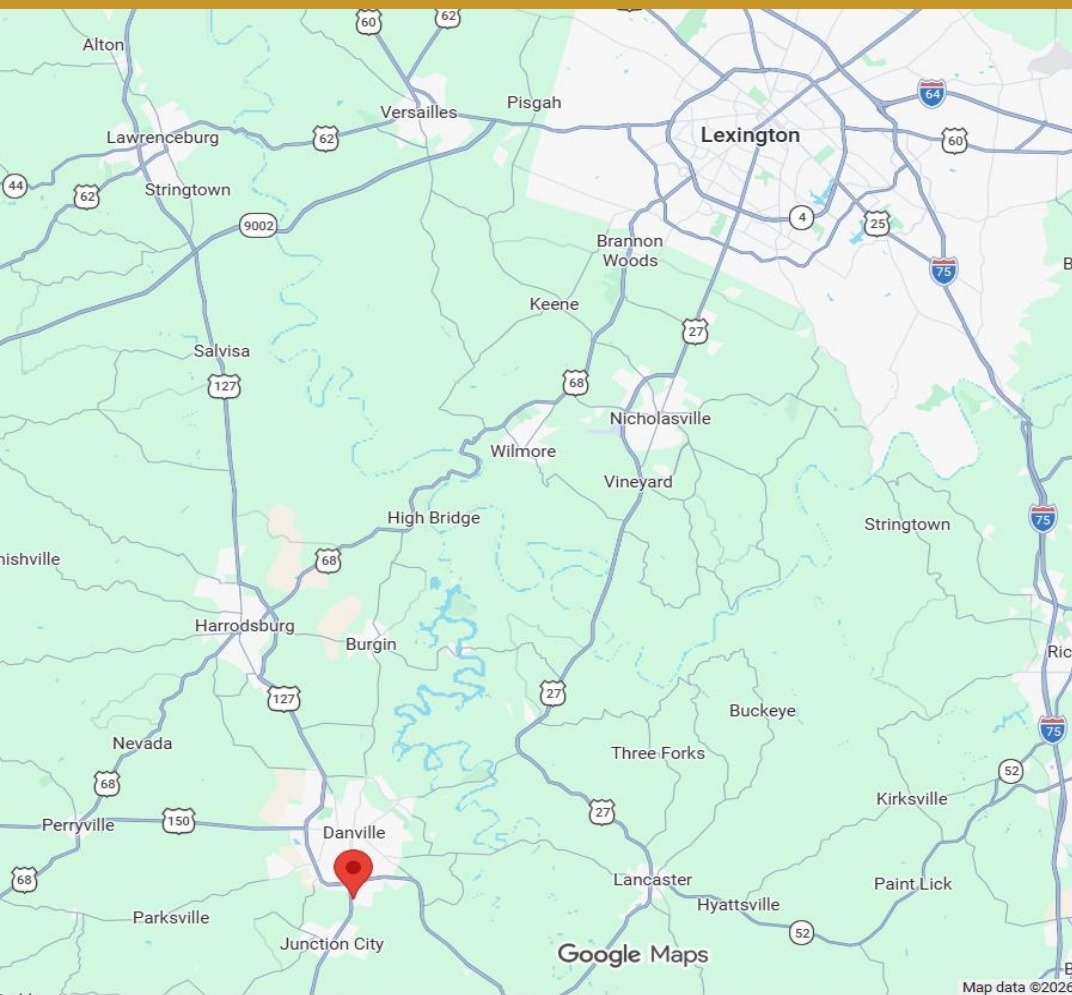 60
62
Alton
64
Pisgah
Versailles
Lexington
Lawrenceburg
62
60
44
62
Stringtown
4
25
9002
Brannon
Woods
75
B
Keene
27
Salvisa
127
68
Nicholasville
Wilmore
Vineyard
High Bridge
75
Stringtown
nishville
68
Harrodsburg
Burgin
Ric
27
127
Buckeye
75
Nevada
Three Forks
52
68
Kirksville
27
150
Perryville
Danville
68
Lancaster
Paint Lick
Hyattsville
Parksville
52
Junction City
Google Maps
B
Map data ©2026